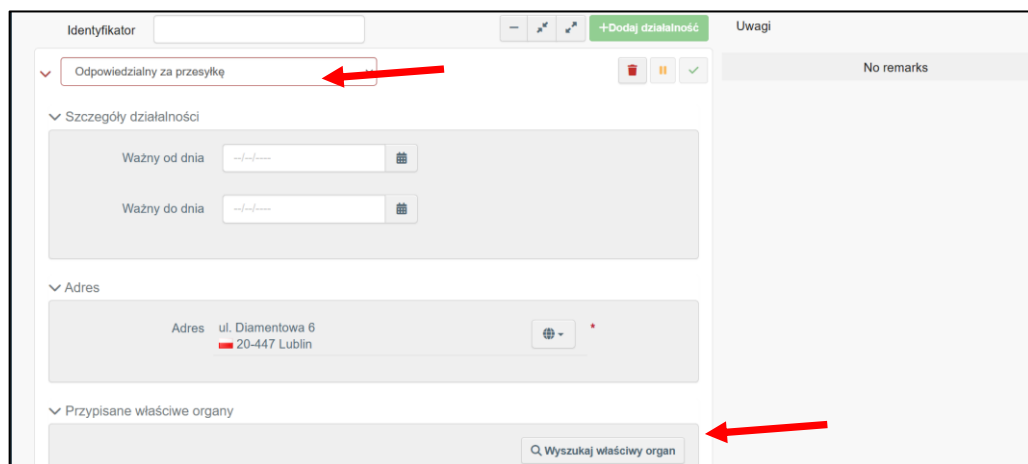 Identyfikator
+Dodaj działalność
Uwagi
Odpowiedzialny za przesyłkę
No remarks
Szczegóły działalności
Ważny od dnia --/--/----
Ważny do dnia --/--/----
Adres
Adres ul. Diamentowa 6 *
20-447 Lublin
Przypisane właściwe organy
Wyszukaj właściwy organ